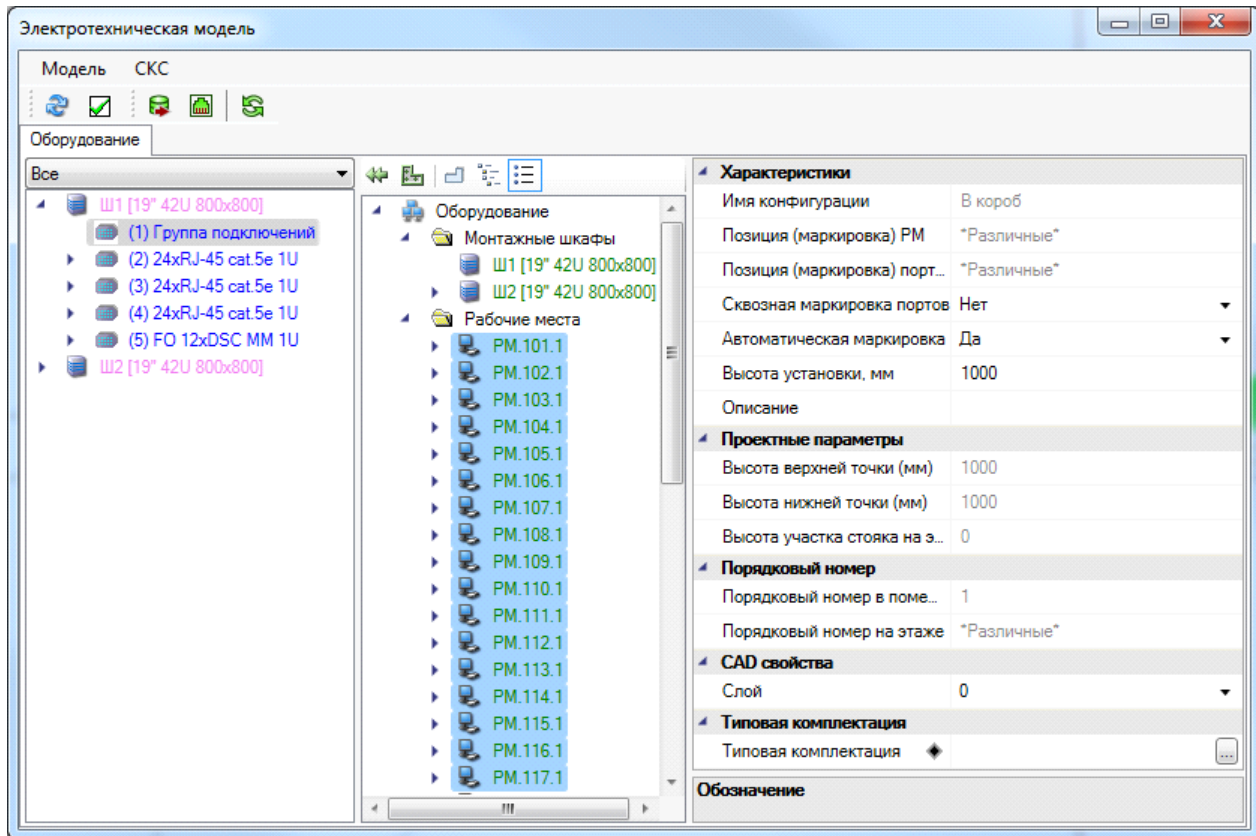 Электротехническая модель
Модель СКС
Оборудование
Все
Ш1 [19" 42U 800x800]
(1) Группа подключений
(2) 24xRJ-45 cat.5e 1U
(3) 24xRJ-45 cat.5e 1U
(4) 24xRJ-45 cat.5e 1U
(5) FO 12xDSC MM 1U
Ш2 [19" 42U 800x800]
Оборудование
Монтажные шкафы
Ш1 [19" 42U 800x800]
Ш2 [19" 42U 800x800]
Рабочие места
РМ.101.1
РМ.102.1
РМ.103.1
РМ.104.1
РМ.105.1
РМ.106.1
РМ.107.1
РМ.108.1
РМ.109.1
РМ.110.1
РМ.111.1
РМ.112.1
РМ.113.1
РМ.114.1
РМ.115.1
РМ.116.1
РМ.117.1
Характеристики
Имя конфигурации В короб
Позиция (маркировка) РМ *Различные*
Позиция (маркировка) порт... *Различные*
Сквозная маркировка портов Нет
Автоматическая маркировка Да
Высота установки, мм 1000
Описание
Проектные параметры
Высота верхней точки (мм) 1000
Высота нижней точки (мм) 1000
Высота участка стояка на э... 0
Порядковый номер
Порядковый номер в поме... 1
Порядковый номер на этаже *Различные*
CAD свойства
Слой 0
Типовая комплектация
Типовая комплектация ...
Обозначение